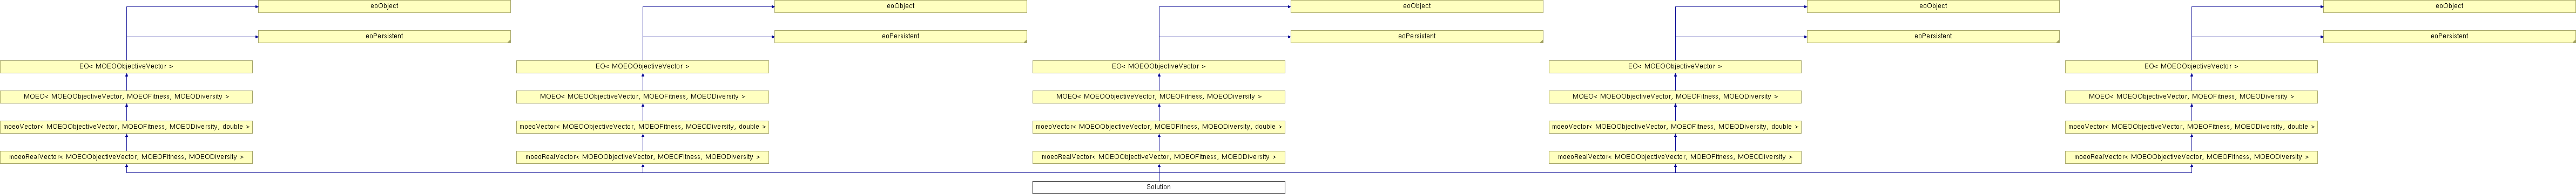 eoObject eoObject eoObject eoObject eoObject
eoPersistent eoPersistent eoPersistent eoPersistent eoPersistent
EO< MOEOObjectiveVector > EO< MOEOObjectiveVector > EO< MOEOObjectiveVector > EO< MOEOObjectiveVector > EO< MOEOObjectiveVector >
MOEO< MOEOObjectiveVector, MOEOFitness, MOEODiversity > MOEO< MOEOObjectiveVector, MOEOFitness, MOEODiversity > MOEO< MOEOObjectiveVector, MOEOFitness, MOEODiversity > MOEO< MOEOObjectiveVector, MOEOFitness, MOEODiversity > MOEO< MOEOObjectiveVector, MOEOFitness, MOEODiversity >
moeoVector< MOEOObjectiveVector, MOEOFitness, MOEODiversity, double > moeoVector< MOEOObjectiveVector, MOEOFitness, MOEODiversity, double > moeoVector< MOEOObjectiveVector, MOEOFitness, MOEODiversity, double > moeoVector< MOEOObjectiveVector, MOEOFitness, MOEODiversity, double > moeoVector< MOEOObjectiveVector, MOEOFitness, MOEODiversity, double >
moeoRealVector< MOEOObjectiveVector, MOEOFitness, MOEODiversity > moeoRealVector< MOEOObjectiveVector, MOEOFitness, MOEODiversity > moeoRealVector< MOEOObjectiveVector, MOEOFitness, MOEODiversity > moeoRealVector< MOEOObjectiveVector, MOEOFitness, MOEODiversity > moeoRealVector< MOEOObjectiveVector, MOEOFitness, MOEODiversity >
Solution